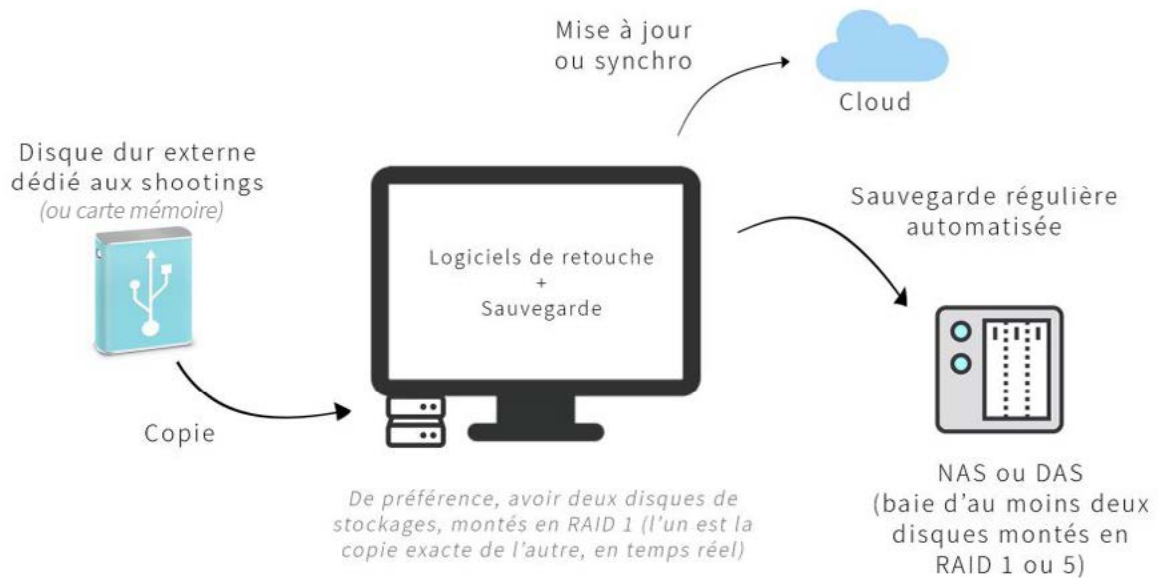 Mise à jour
ou synchro
Cloud
Disque dur externe
dédié aux shootings
(ou carte mémoire)
Sauvegarde régulière
automatisée
Logiciels de retouche
+
Sauvegarde
Copie
De préférence, avoir deux disques de
stockages, montés en RAID 1 (l'un est la
copie exacte de l'autre, en temps réel)
NAS ou DAS
(baie d'au moins deux
disques montés en
RAID 1 ou 5)